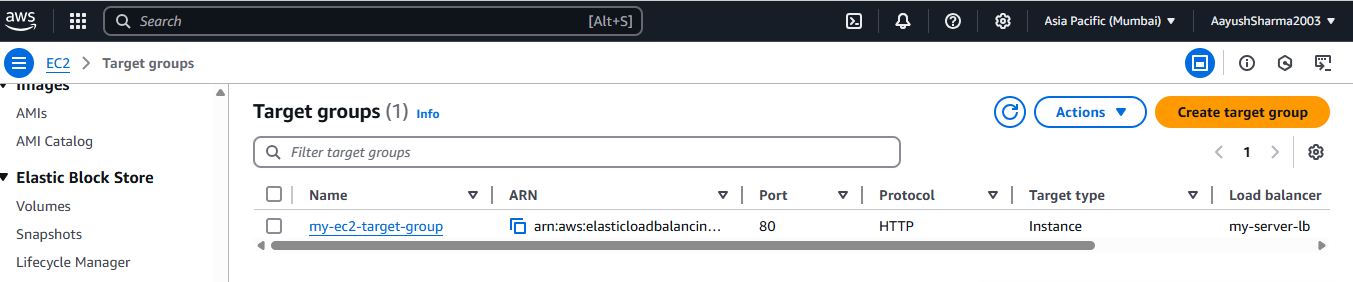 aws Search [Alt+S] Asia Pacific (Mumbai) AayushSharma2003
EC2 > Target groups
Images
AMIs
AMI Catalog
Elastic Block Store
Volumes
Snapshots
Lifecycle Manager
Target groups (1) Info Actions Create target group
Filter target groups 1
Name ARN Port Protocol Target type Load balancer
my-ec2-target-group arn:aws:elasticloadbalancin... 80 HTTP Instance my-server-lb